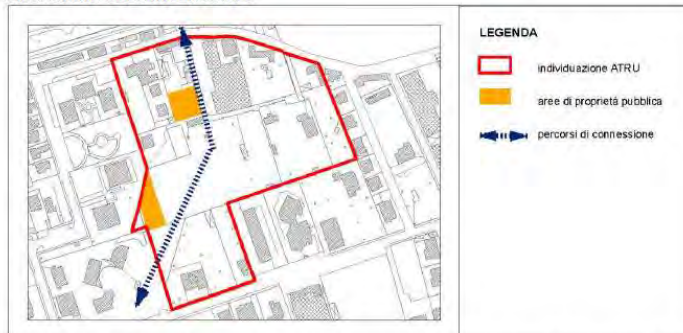 LEGENDA
individuazione ATRU
aree di proprietà pubblica
percorsi di connessione